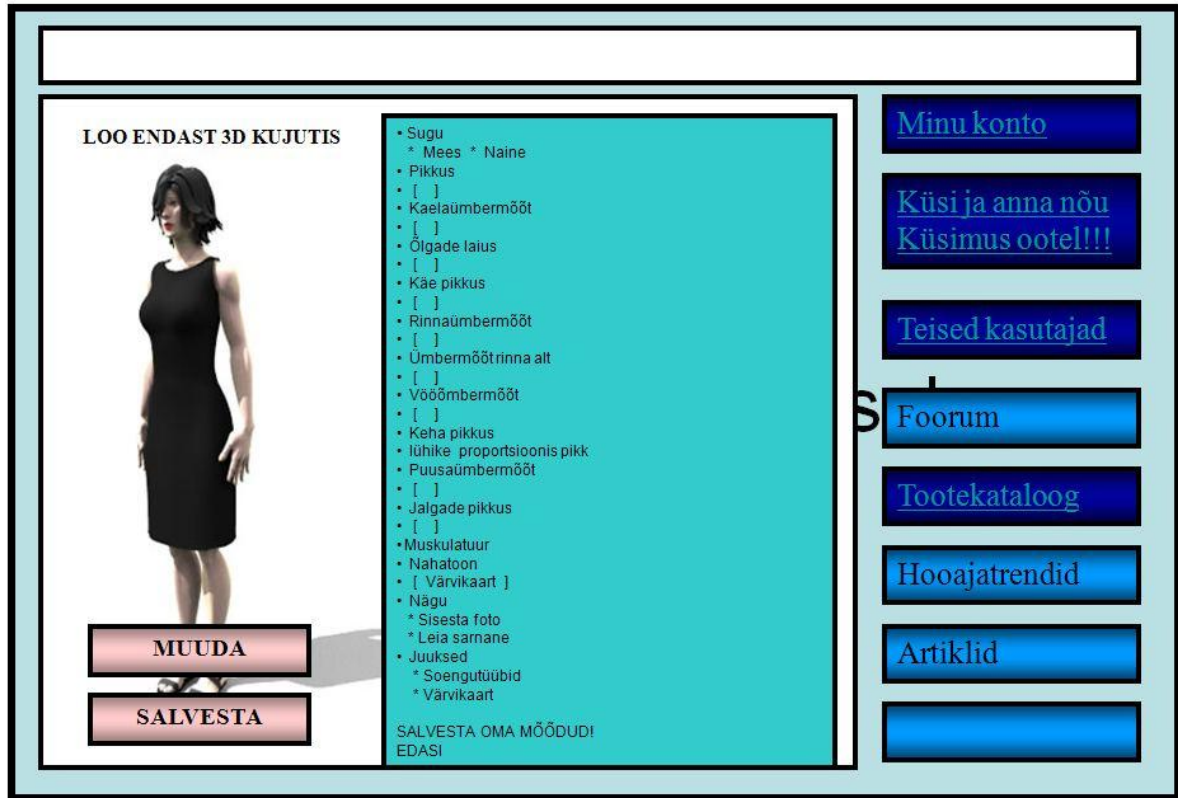 LOO ENDAST 3D KUJUTIS
MUUDA
SALVESTA
• Sugu
* Mees * Naine
• Pikkus
• [ ]
• Kaelaümbermõõt
• [ ]
• Õlgade laius
• [ ]
• Käe pikkus
• [ ]
• Rinnaümbermõõt
• [ ]
• Ümbermõõt rinna alt
• [ ]
• Vööõmbermõõt
• [ ]
• Keha pikkus
• lühike proportsioonis pikk
• Puusaümbermõõt
• [ ]
• Jalgade pikkus
• [ ]
• Muskulatuur
• Nahatoon
• [ Värvikaart ]
• Nägu
* Sisesta foto
* Leia sarnane
• Juuksed
* Soengutüübid
* Värvikaart
SALVESTA OMA MÕÕDUD!
EDASI
Minu konto
Küsi ja anna nõu
Küsimus ootel!!!
Teised kasutajad
Foorum
Tootekataloog
Hooajatrendid
Artiklid